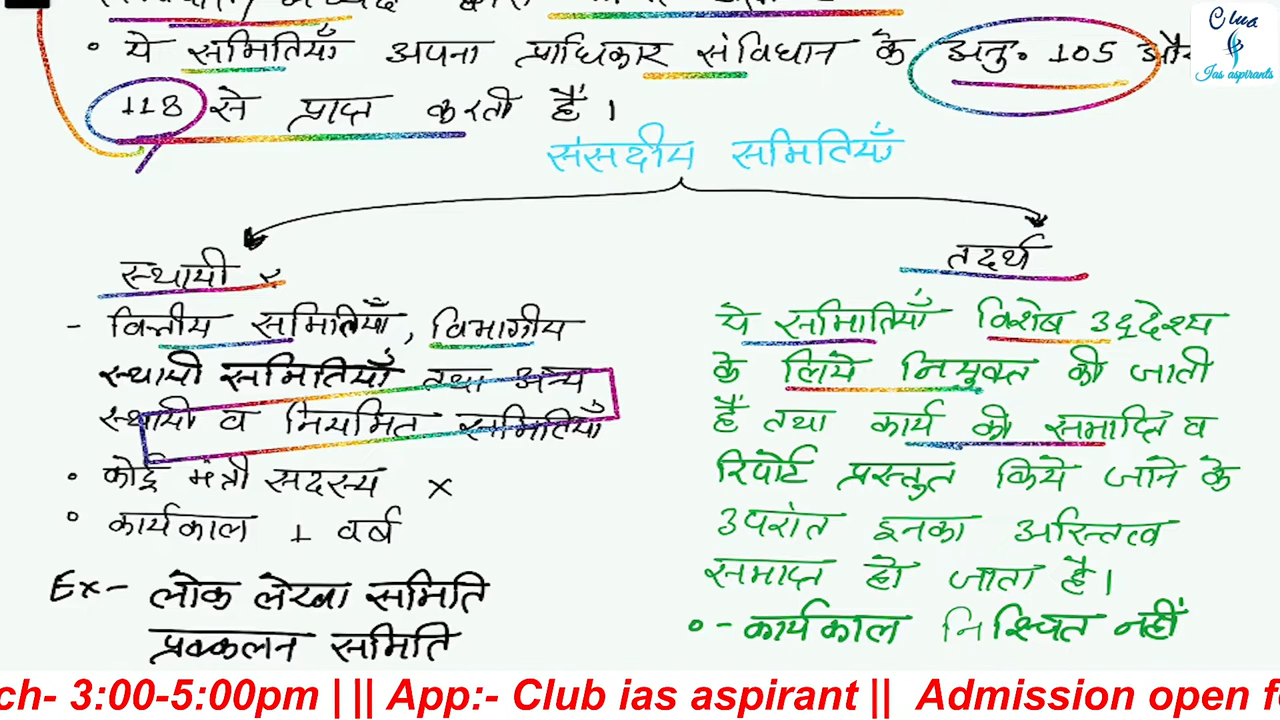 • ये समितियाँ अपना प्राधिकार संविधान के अनु॰ 105 औ
118 से प्राप्त करती हैं।
Club
Ias aspirants
संसदीय समितियाँ
स्थायी
तदर्थ
- वित्तीय समितियाँ, विभागीय
स्थायी समितियाँ तथा अन्य
स्थायी व नियमित समितियाँ
• कोई मंत्री सदस्य ×
• कार्यकाल 1 वर्ष
Ex- लोक लेखा समिति
प्राक्कलन समिति
ये समितियाँ विशेष उद्देश्य
के लिये नियुक्त की जाती
हैं तथा कार्य की समाप्ति व
रिपोर्ट प्रस्तुत किये जाने के
उपरांत इनका अस्तित्व
समाप्त हो जाता है।
• - कार्यकाल निश्चित नहीं
ch- 3:00-5:00pm | || App:- Club ias aspirant || Admission open f